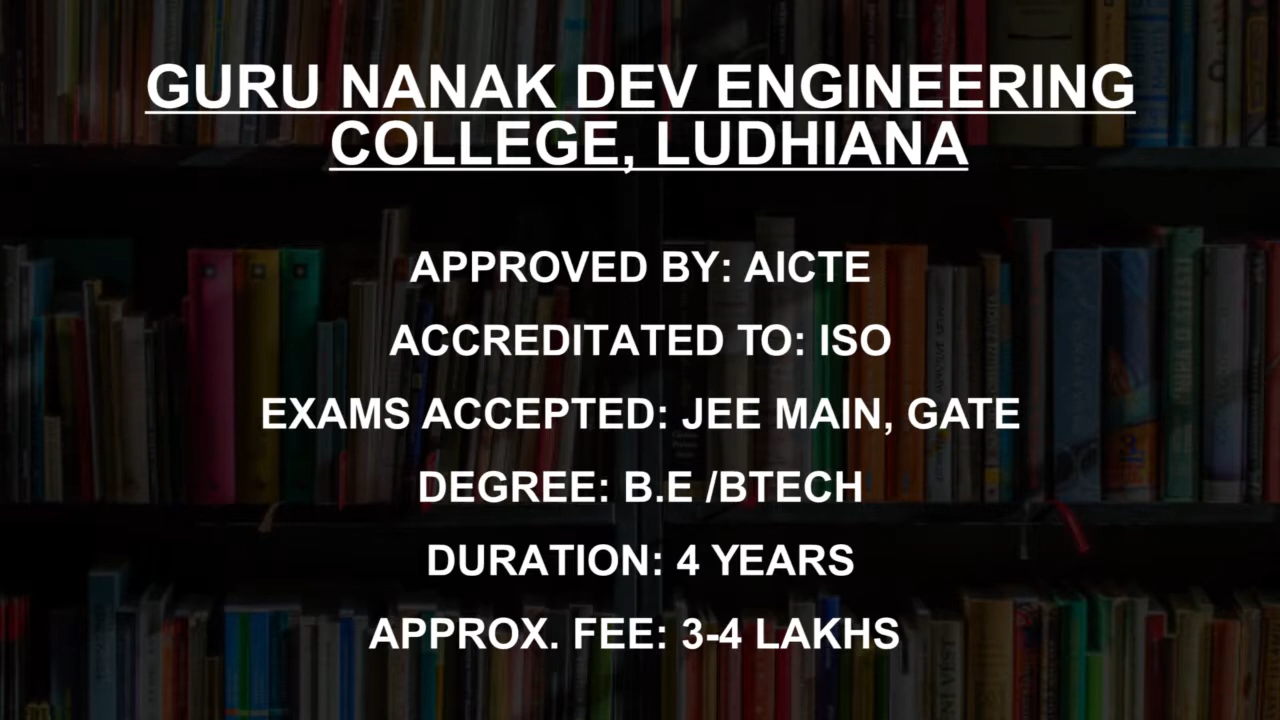 GURU NANAK DEV ENGINEERING
COLLEGE, LUDHIANA
APPROVED BY: AICTE
ACCREDITATED TO: ISO
EXAMS ACCEPTED: JEE MAIN, GATE
DEGREE: B.E /BTECH
DURATION: 4 YEARS
APPROX. FEE: 3-4 LAKHS